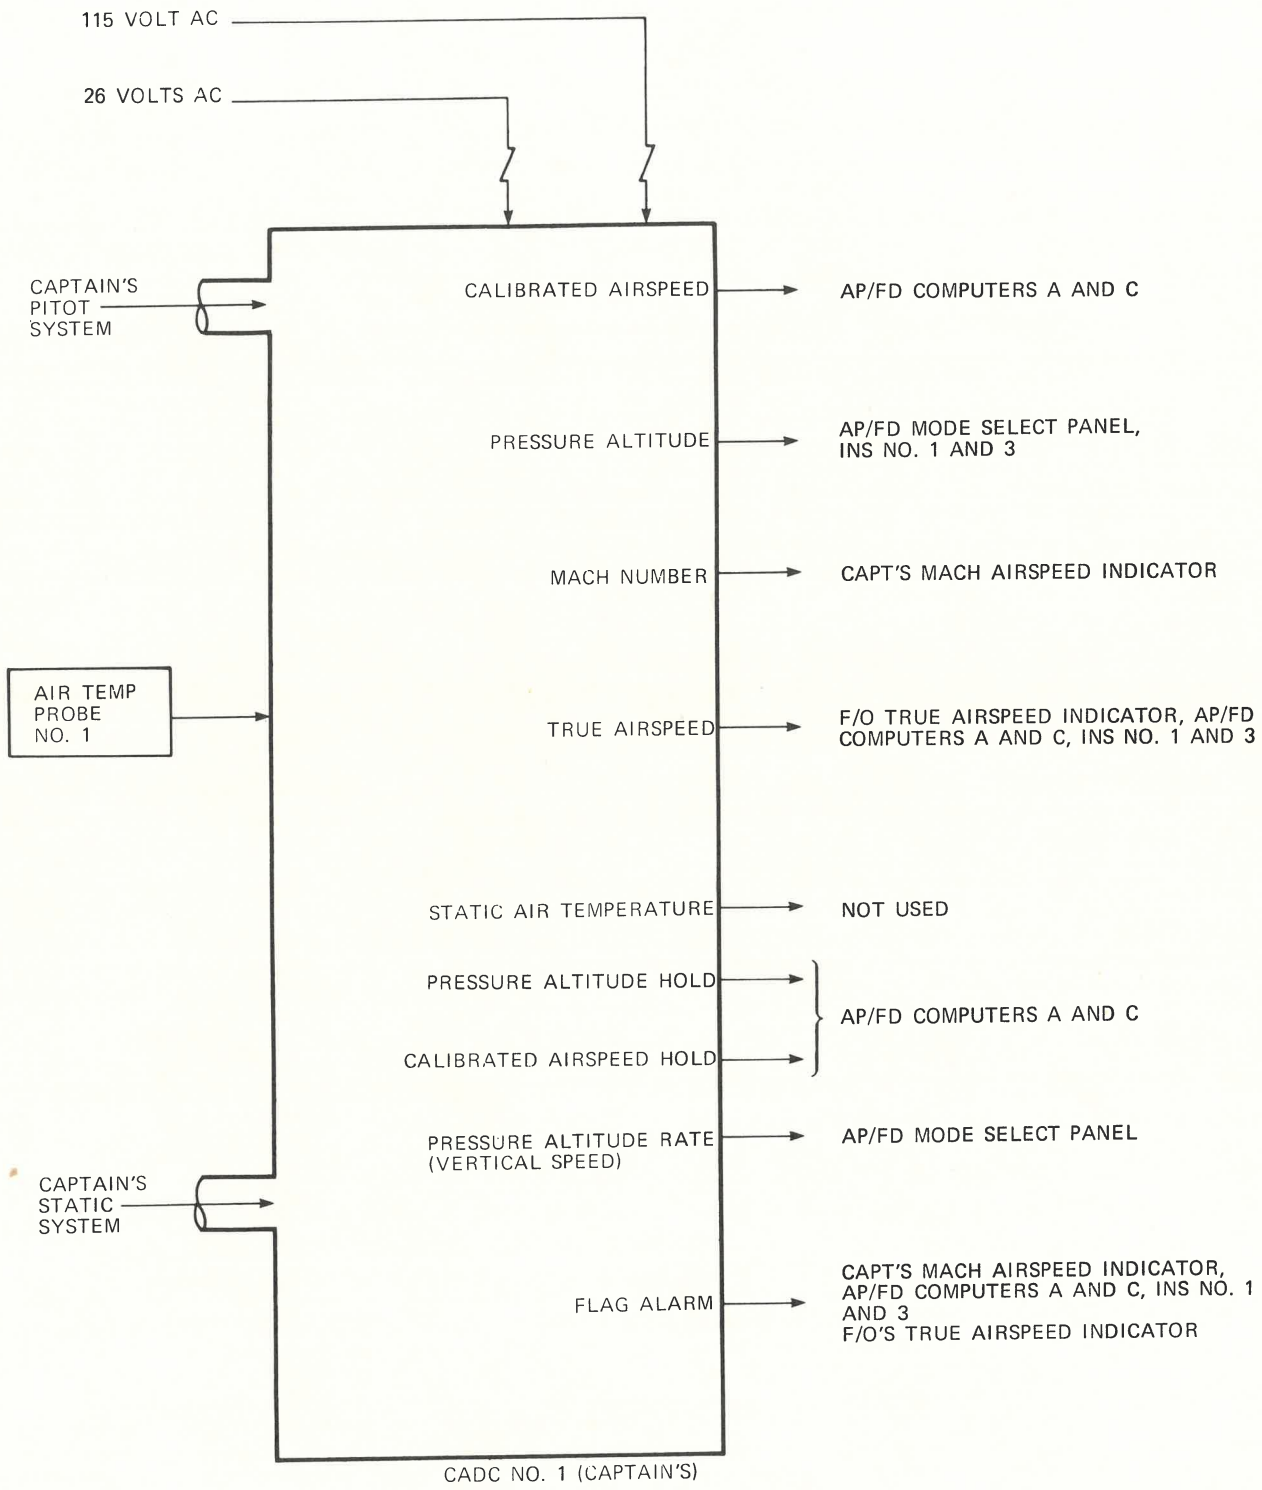 115 VOLT AC
26 VOLTS AC
CAPTAIN'S
PITOT
SYSTEM
CALIBRATED AIRSPEED
AP/FD COMPUTERS A AND C
PRESSURE ALTITUDE
AP/FD MODE SELECT PANEL,
INS NO. 1 AND 3
MACH NUMBER
CAPT'S MACH AIRSPEED INDICATOR
AIR TEMP
PROBE
NO. 1
TRUE AIRSPEED
F/O TRUE AIRSPEED INDICATOR, AP/FD
COMPUTERS A AND C, INS NO. 1 AND 3
STATIC AIR TEMPERATURE
NOT USED
PRESSURE ALTITUDE HOLD
CALIBRATED AIRSPEED HOLD
AP/FD COMPUTERS A AND C
PRESSURE ALTITUDE RATE
(VERTICAL SPEED)
AP/FD MODE SELECT PANEL
CAPTAIN'S
STATIC
SYSTEM
FLAG ALARM
CAPT'S MACH AIRSPEED INDICATOR,
AP/FD COMPUTERS A AND C, INS NO. 1
AND 3
F/O'S TRUE AIRSPEED INDICATOR
CADC NO. 1 (CAPTAIN'S)